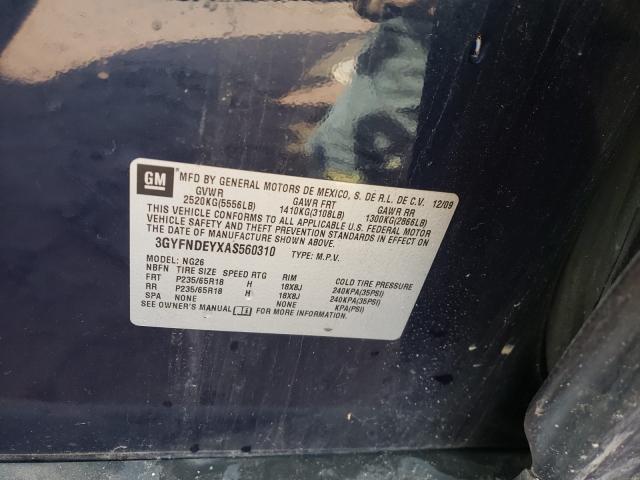 GM
MFD BY GENERAL MOTORS DE MEXICO, S. DE R.L. DE C.V. 12/09
GVWR GAWR FRT GAWR RR
2520KG(5556LB) 1410KG(3108LB) 1300KG(2866LB)
THIS VEHICLE CONFORMS TO ALL APPLICABLE U.S. FEDERAL MOTOR
VEHICLE SAFETY AND THEFT PREVENTION STANDARDS IN EFFECT ON
THE DATE OF MANUFACTURE SHOWN ABOVE.
3GYFNDEYXAS560310 TYPE: M.P.V.
MODEL: NG26
NBFN TIRE SIZE SPEED RTG RIM COLD TIRE PRESSURE
FRT P235/65R18 H 18X8J 240KPA(35PSI)
RR P235/65R18 H 18X8J 240KPA(35PSI)
SPA NONE NONE KPA(PSI)
SEE OWNER'S MANUAL FOR MORE INFORMATION.